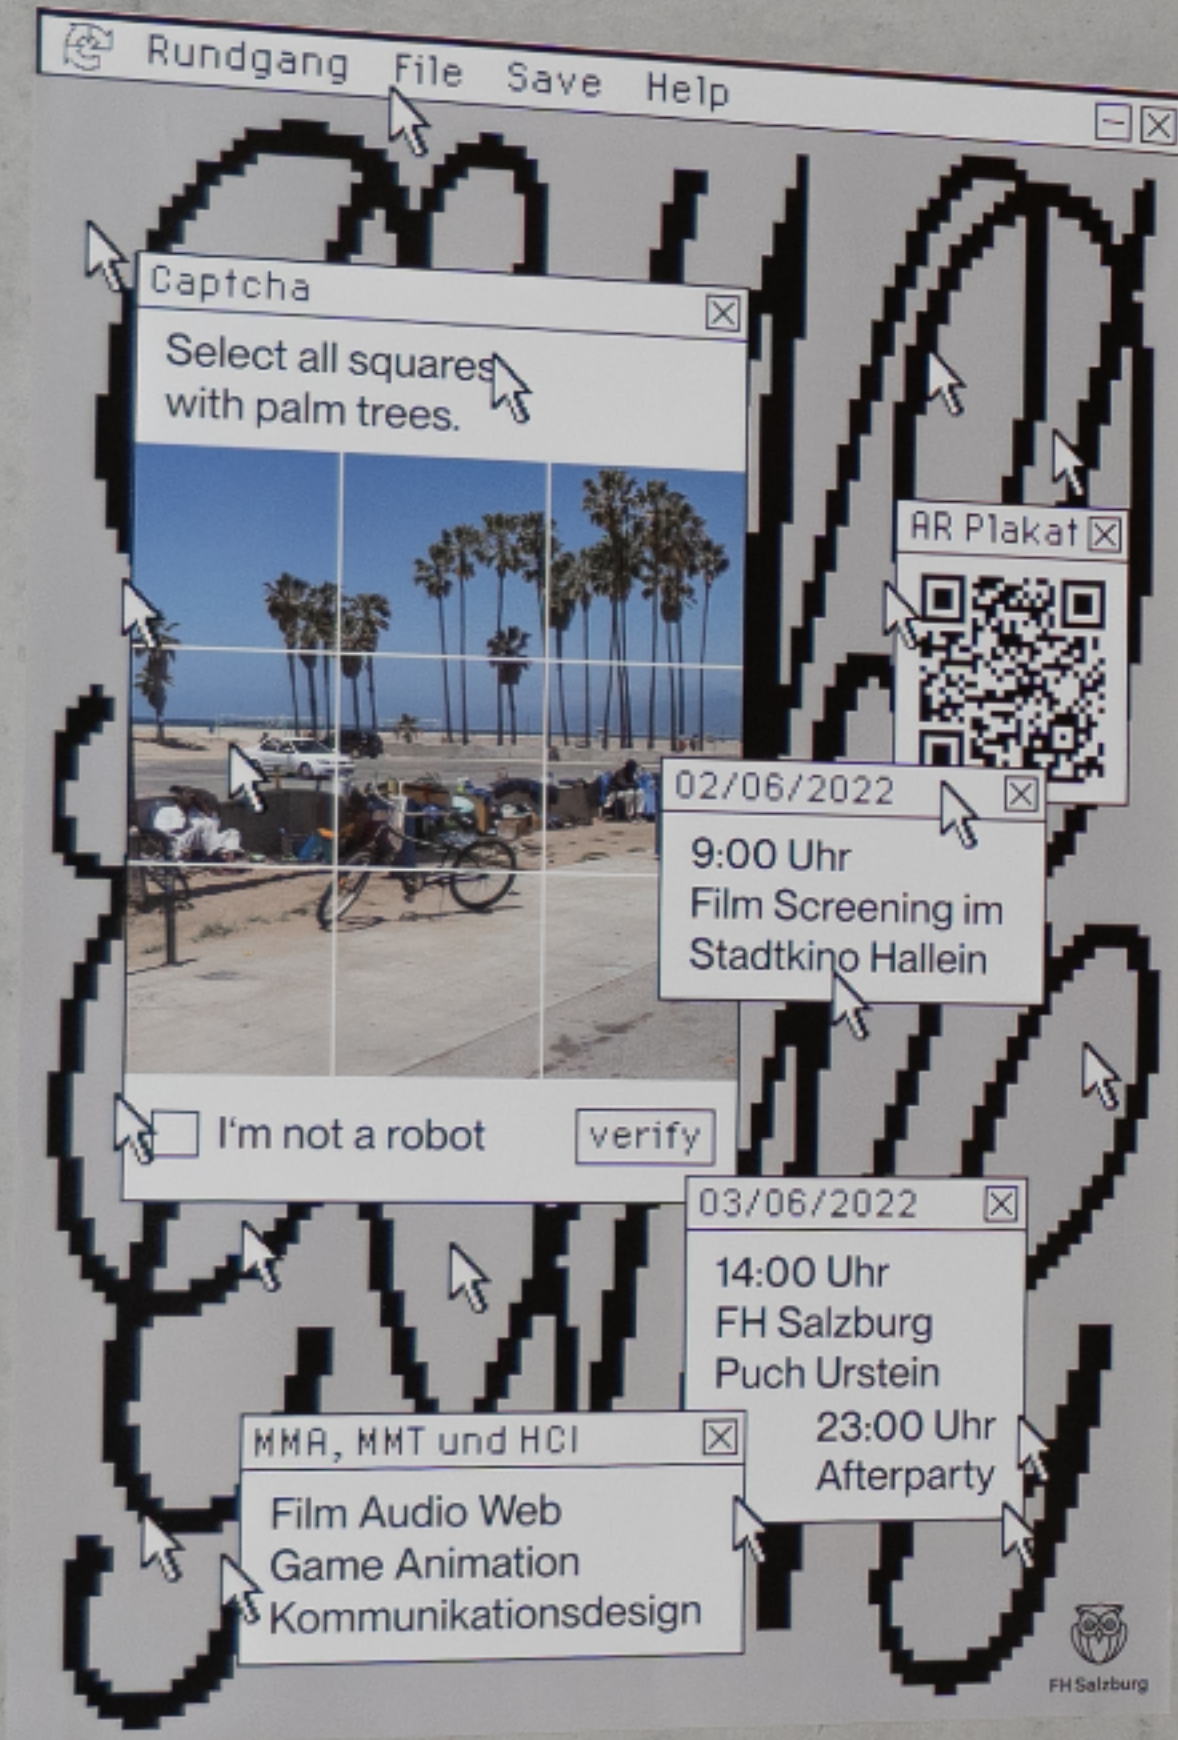 Rundgang File Save Help
Captcha
Select all squares
with palm trees.
AR Plakat
02/06/2022
9:00 Uhr
Film Screening im
Stadtkino Hallein
I'm not a robot
verify
03/06/2022
14:00 Uhr
FH Salzburg
Puch Urstein
23:00 Uhr
Afterparty
MMA, MMT und HCI
Film Audio Web
Game Animation
Kommunikationsdesign
FH Salzburg